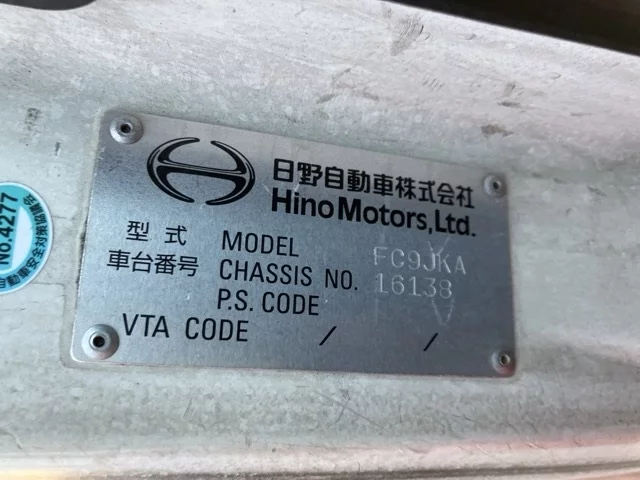 日野自動車株式会社
Hino Motors, Ltd.
型式 MODEL FC9JKA
車台番号 CHASSIS NO. 16138
P.S. CODE
VTA CODE / /
No.4277